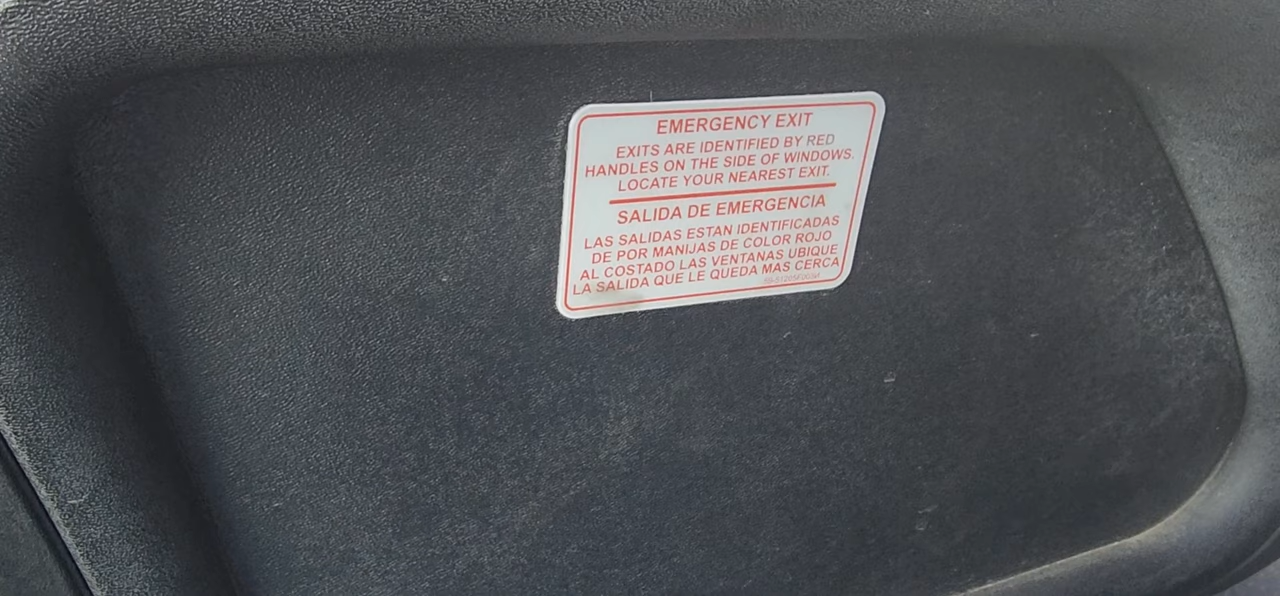 EMERGENCY EXIT
EXITS ARE IDENTIFIED BY RED
HANDLES ON THE SIDE OF WINDOWS.
LOCATE YOUR NEAREST EXIT.
SALIDA DE EMERGENCIA
LAS SALIDAS ESTAN IDENTIFICADAS
DE POR MANIJAS DE COLOR ROJO
AL COSTADO LAS VENTANAS UBIQUE
LA SALIDA QUE LE QUEDA MAS CERCA